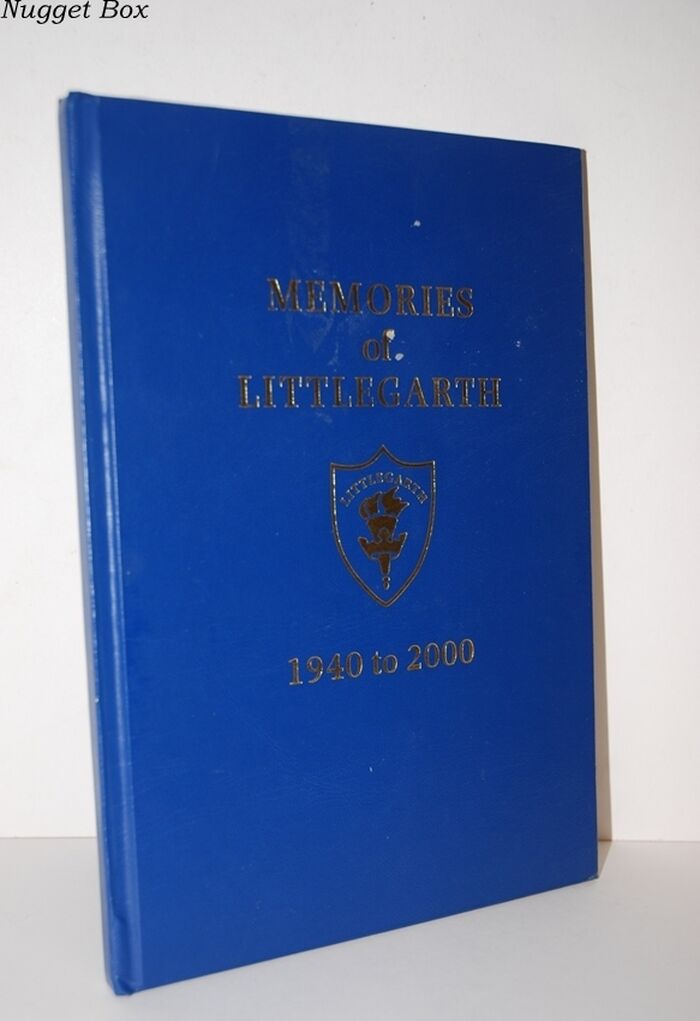 Nugget Box
MEMORIES
of
LITTLEGARTH
LITTLEGARTH
1940 to 2000